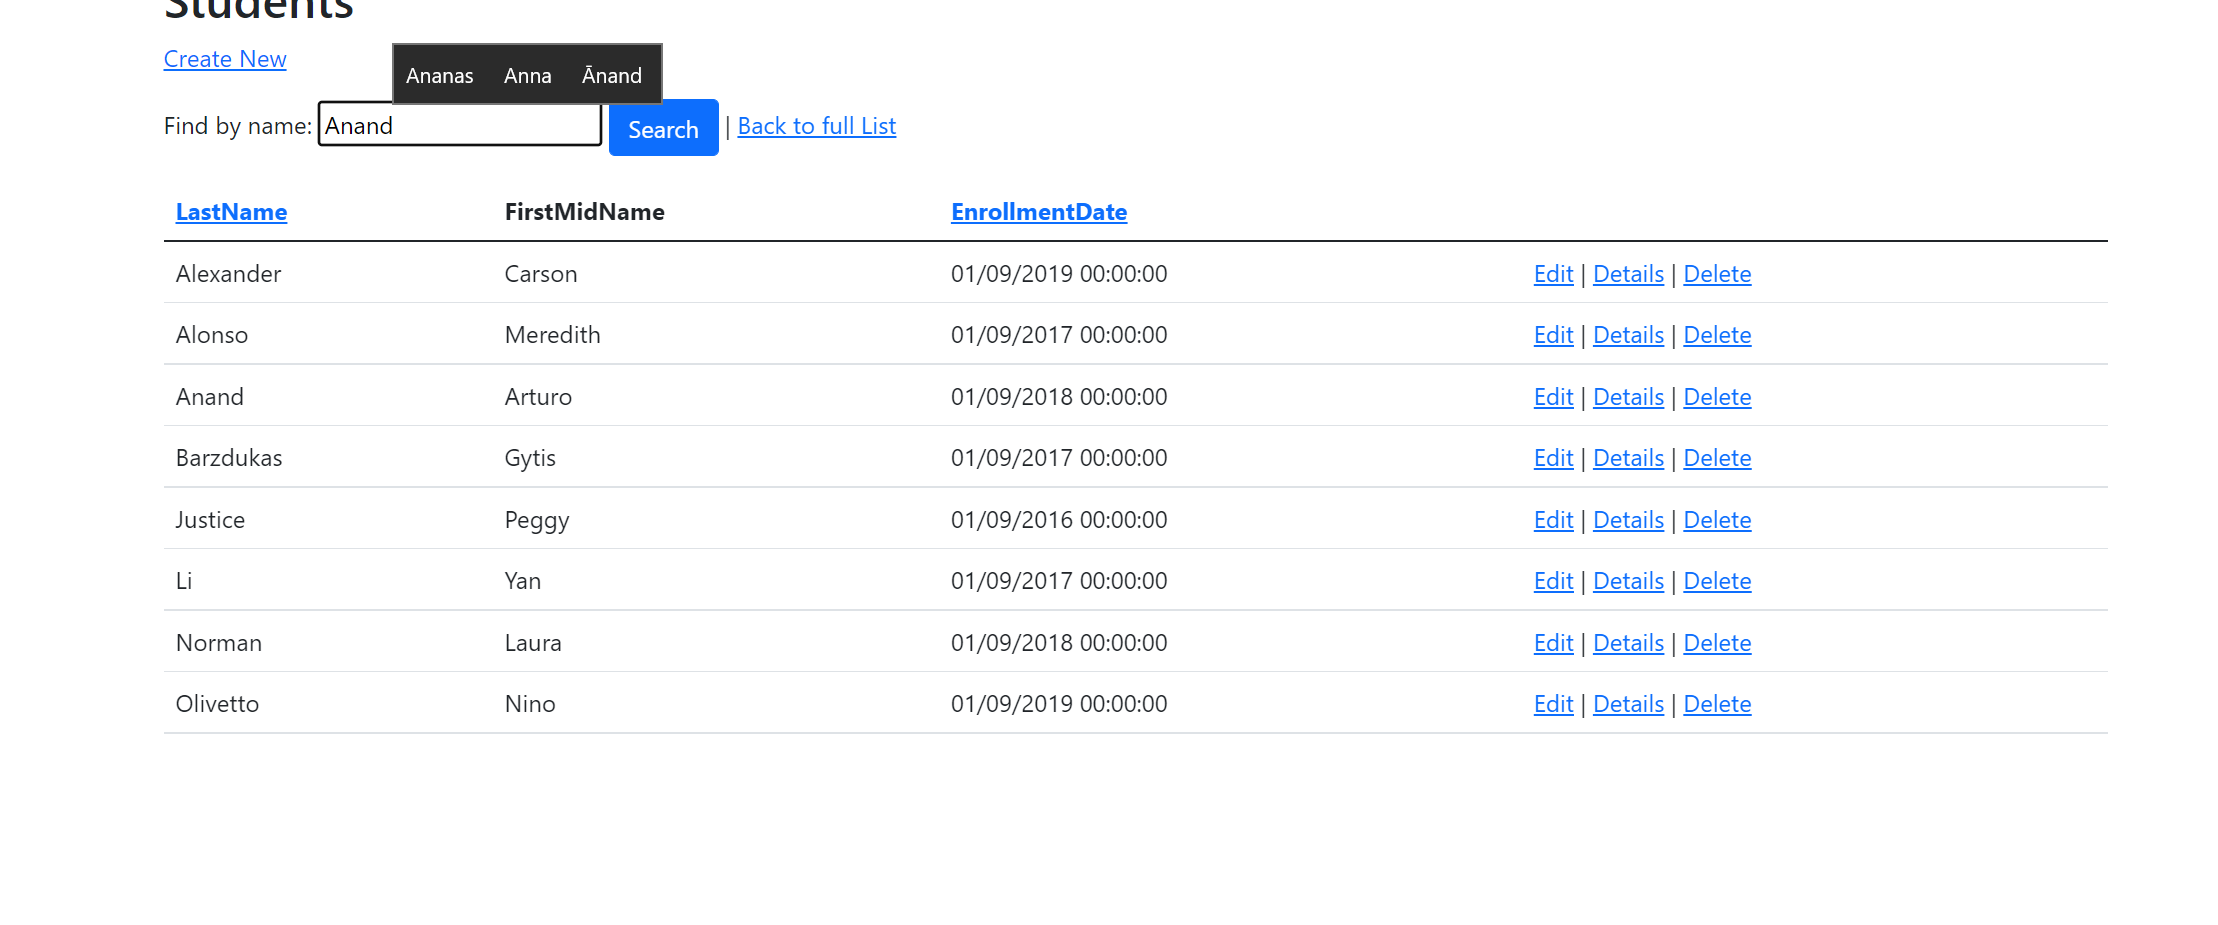 Students
Create New
Ananas Anna Ānand
Find by name: Anand Search | Back to full List
LastName FirstMidName EnrollmentDate
Alexander Carson 01/09/2019 00:00:00 Edit | Details | Delete
Alonso Meredith 01/09/2017 00:00:00 Edit | Details | Delete
Anand Arturo 01/09/2018 00:00:00 Edit | Details | Delete
Barzdukas Gytis 01/09/2017 00:00:00 Edit | Details | Delete
Justice Peggy 01/09/2016 00:00:00 Edit | Details | Delete
Li Yan 01/09/2017 00:00:00 Edit | Details | Delete
Norman Laura 01/09/2018 00:00:00 Edit | Details | Delete
Olivetto Nino 01/09/2019 00:00:00 Edit | Details | Delete